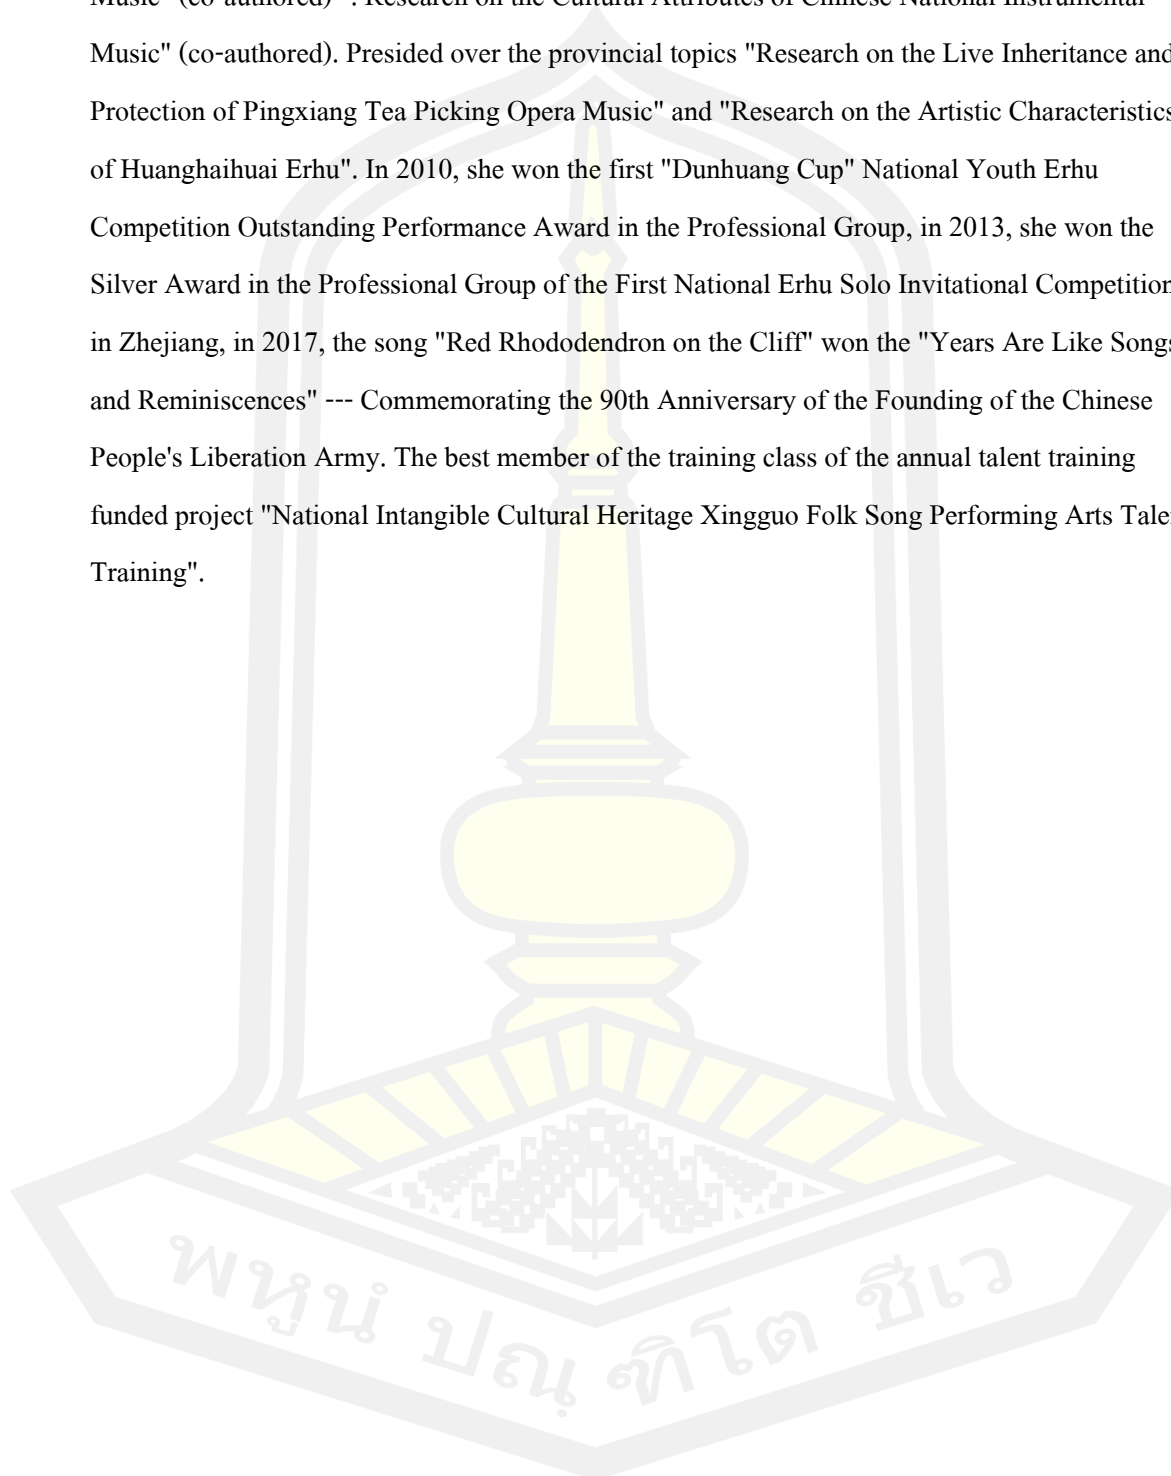 Music" (co-authored) ". Research on the Cultural Attributes of Chinese National Instrumental
Music" (co-authored). Presided over the provincial topics "Research on the Live Inheritance and
Protection of Pingxiang Tea Picking Opera Music" and "Research on the Artistic Characteristics
of Huanghaihuai Erhu". In 2010, she won the first "Dunhuang Cup" National Youth Erhu
Competition Outstanding Performance Award in the Professional Group, in 2013, she won the
Silver Award in the Professional Group of the First National Erhu Solo Invitational Competition
in Zhejiang, in 2017, the song "Red Rhododendron on the Cliff" won the "Years Are Like Songs
and Reminiscences" --- Commemorating the 90th Anniversary of the Founding of the Chinese
People's Liberation Army. The best member of the training class of the annual talent training
funded project "National Intangible Cultural Heritage Xingguo Folk Song Performing Arts Tale
Training".
พหูนํ ปณฺฑิโต ชีเว